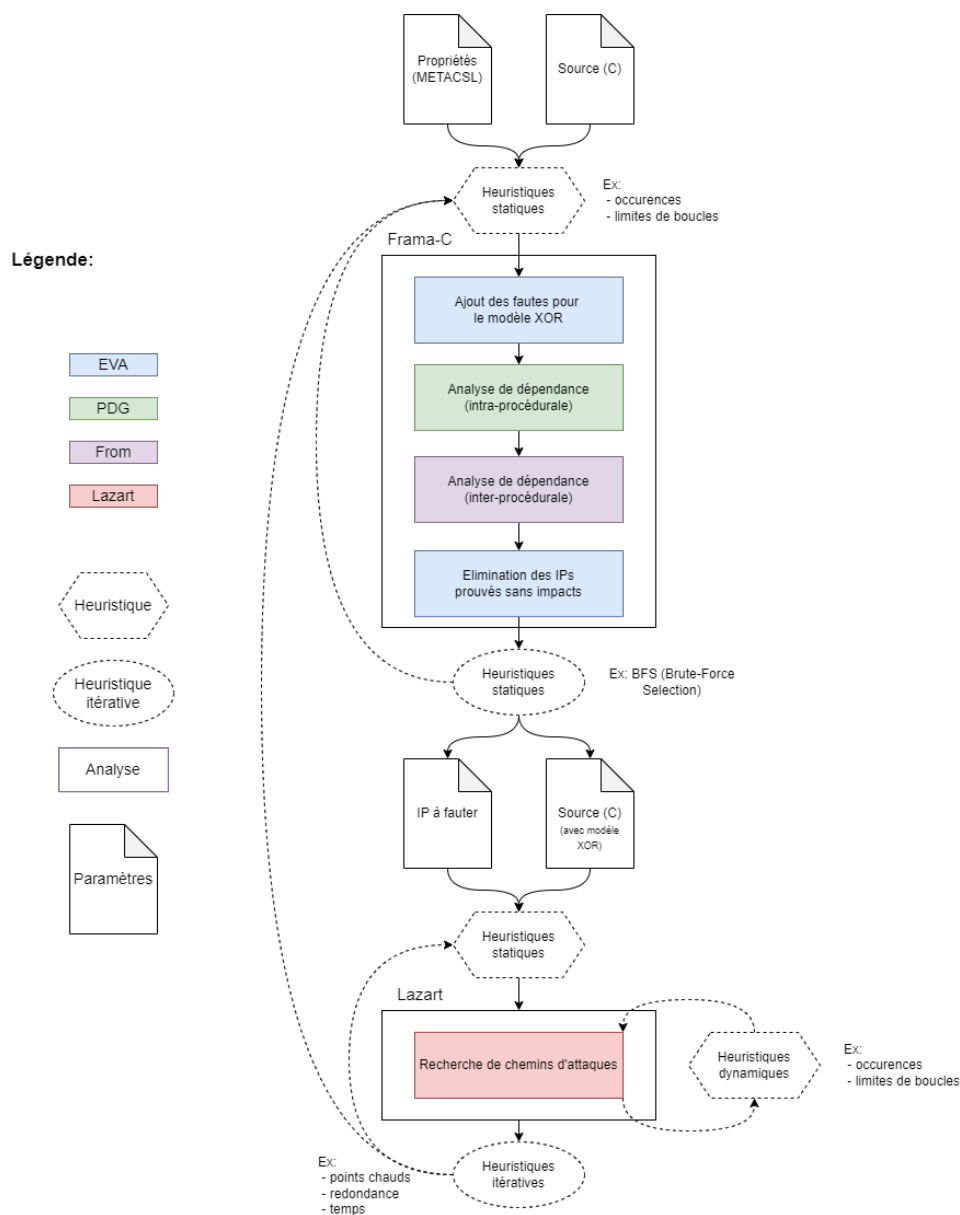 Propriétés
(METACSL)
Source (C)
Heuristiques
statiques
Ex:
- occurences
- limites de boucles
Frama-C
Légende:
Ajout des fautes pour
le modèle XOR
EVA
PDG
From
Lazart
Analyse de dépendance
(intra-procédurale)
Analyse de dépendance
(inter-procédurale)
Elimination des IPs
prouvés sans impacts
Heuristique
Heuristique
itérative
Analyse
Paramètres
Heuristiques
statiques
Ex: BFS (Brute-Force
Selection)
IP à fauter
Source (C)
(avec modèle
XOR)
Heuristiques
statiques
Lazart
Recherche de chemins d'attaques
Heuristiques
dynamiques
Ex:
- occurences
- limites de boucles
Ex:
- points chauds
- redondance
- temps
Heuristiques
itératives